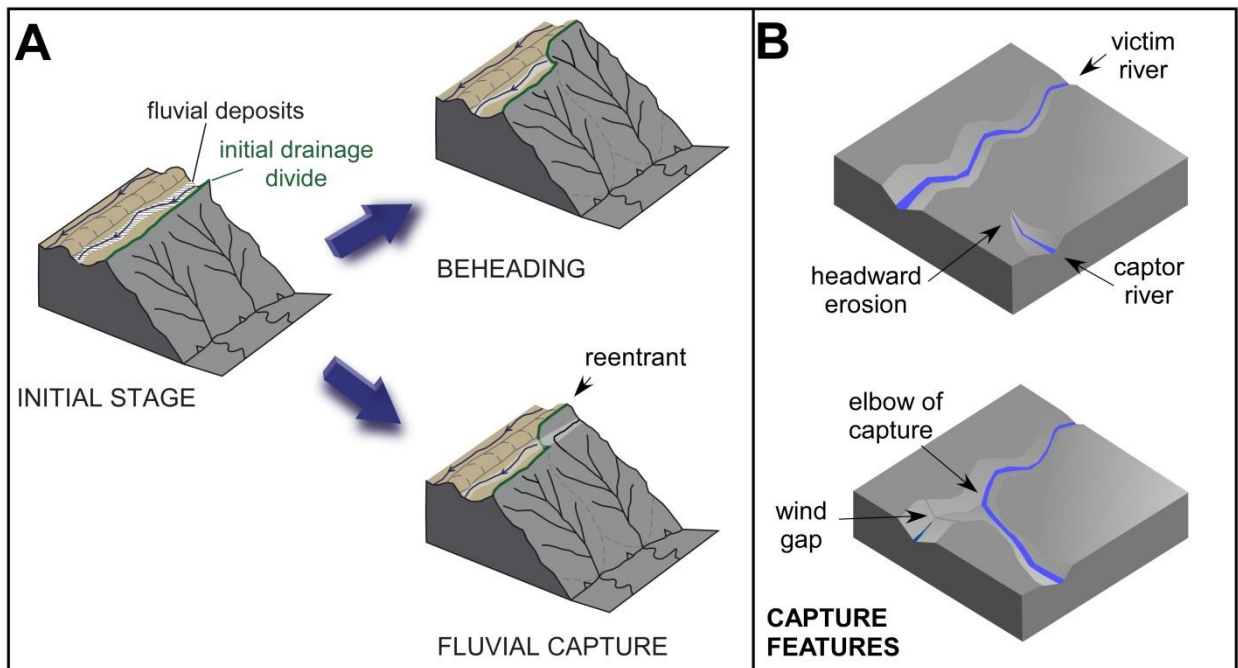 A
fluvial deposits
initial drainage
divide
INITIAL STAGE
BEHEADING
reentrant
FLUVIAL CAPTURE
B
victim
river
headward
erosion
captor
river
elbow of
capture
wind
gap
CAPTURE
FEATURES